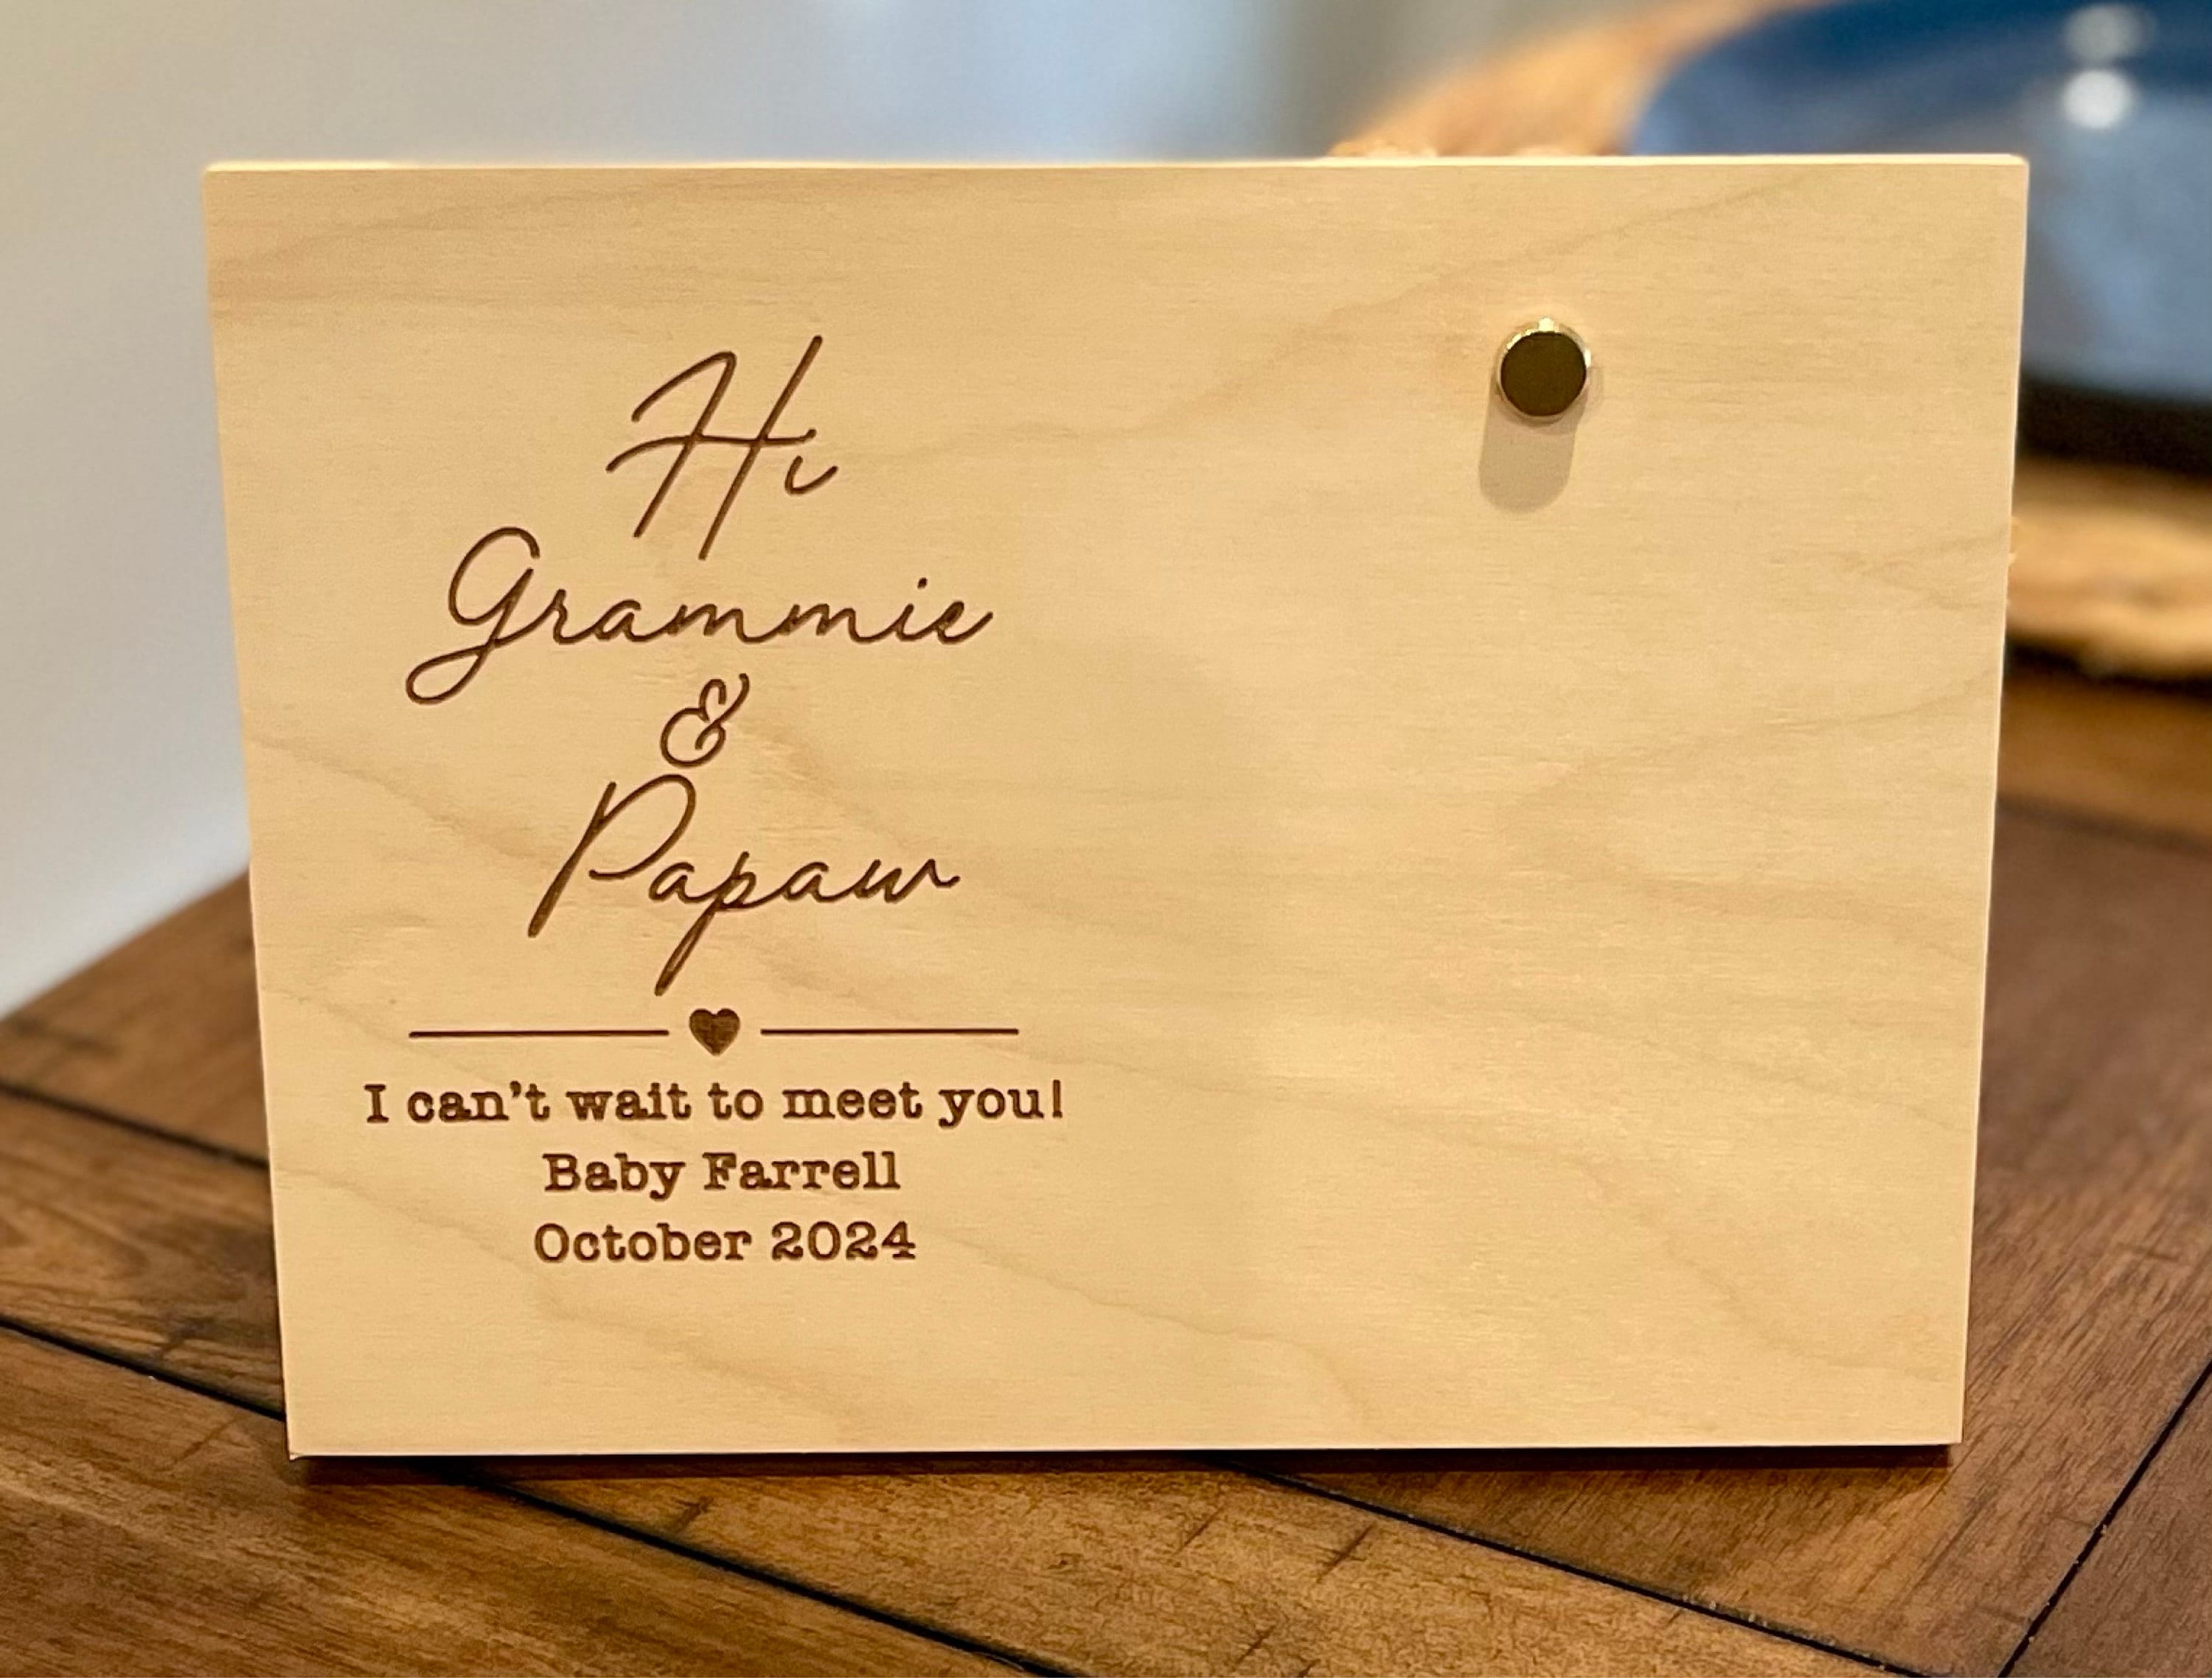 Hi
Grammie
&
Papaw
I can't wait to meet you!
Baby Farrell
October 2024